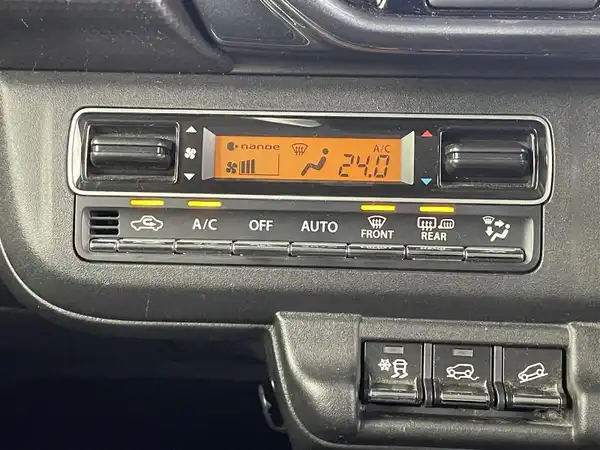 nanoe
A/C
24.0
A/C OFF AUTO FRONT REAR